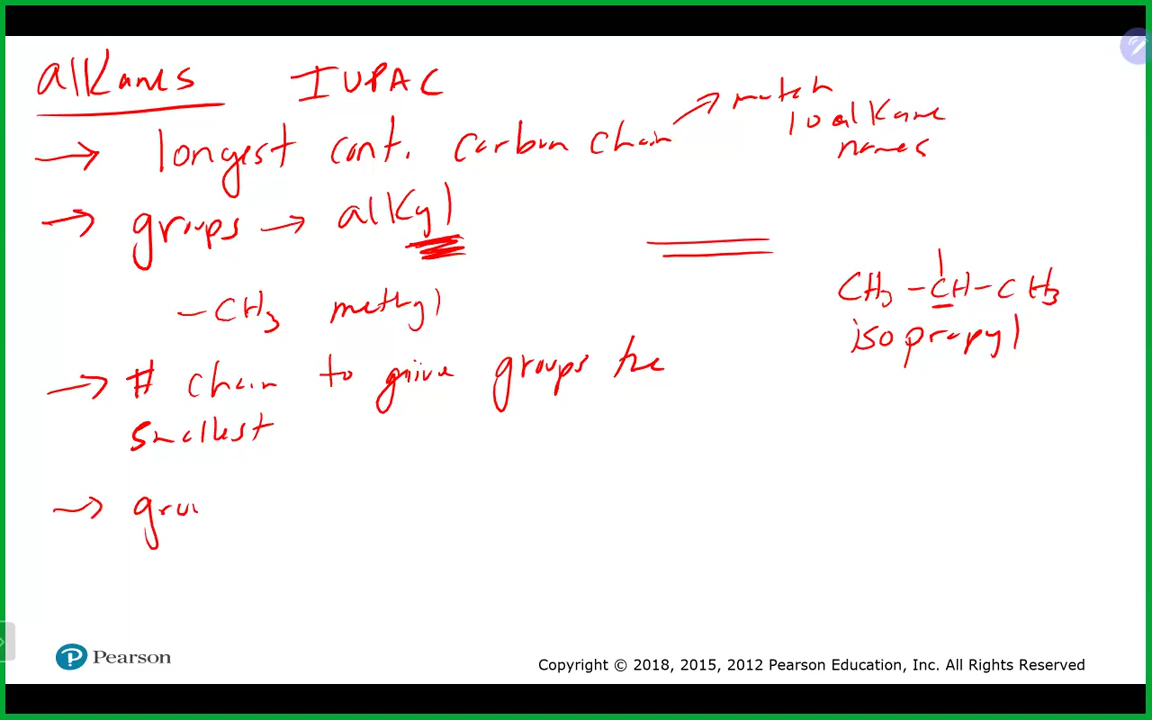 alkanes IUPAC
→ longest cont. carbon chain → match
10 alkane
names
→ groups → alkyl
CH3 - CH - CH3
isopropyl
- CH3 methyl
→ # chain to give groups the
smallest
→ grou
Pearson
Copyright © 2018, 2015, 2012 Pearson Education, Inc. All Rights Reserved